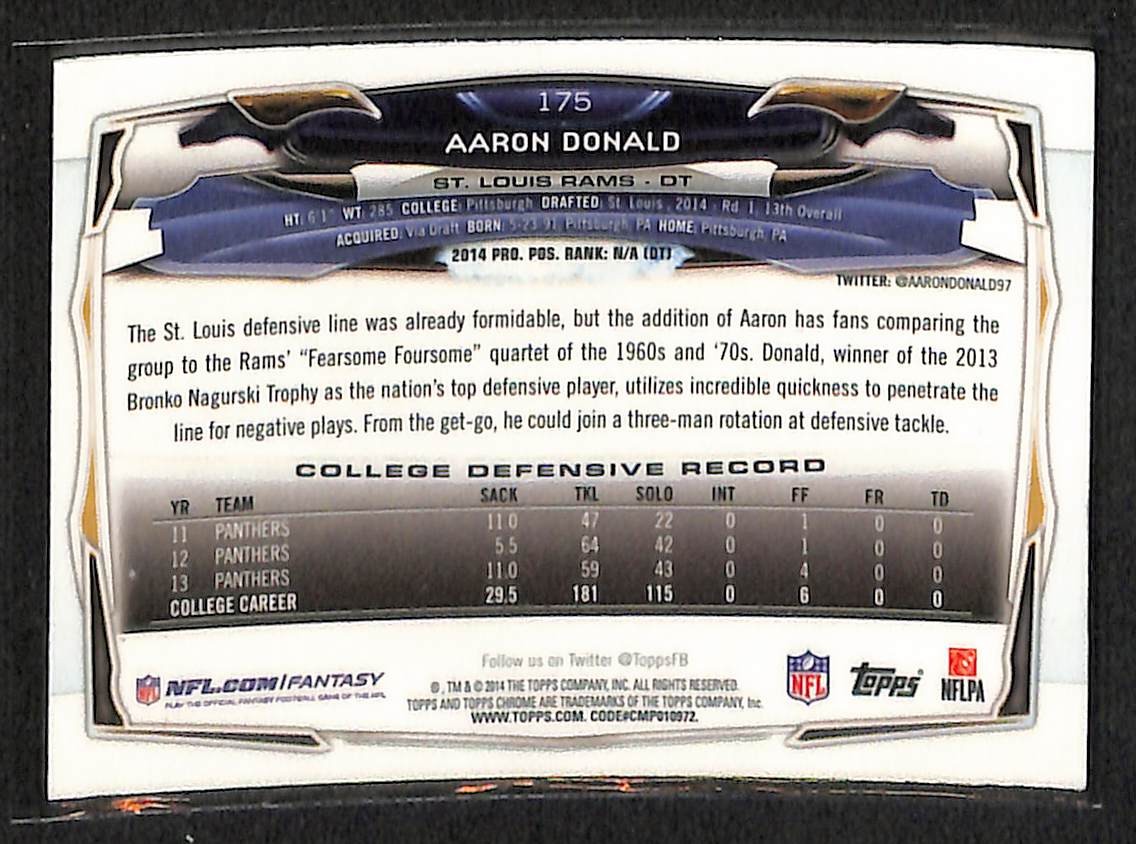 175
AARON DONALD
ST. LOUIS RAMS - DT
HT: 6'1" WT: 285 COLLEGE: Pittsburgh DRAFTED: St. Louis, 2014 - Rd 1, 13th Overall
ACQUIRED: Via Draft BORN: 5-23-91, Pittsburgh, PA HOME: Pittsburgh, PA
2014 PRO. POS. RANK: N/A (DT)
TWITTER: @AARONDONALD97
The St. Louis defensive line was already formidable, but the addition of Aaron has fans comparing the
group to the Rams' "Fearsome Foursome" quartet of the 1960s and '70s. Donald, winner of the 2013
Bronko Nagurski Trophy as the nation's top defensive player, utilizes incredible quickness to penetrate the
line for negative plays. From the get-go, he could join a three-man rotation at defensive tackle.
COLLEGE DEFENSIVE RECORD
YR TEAM SACK TKL SOLO INT FF FR TD
11 PANTHERS 11.0 47 22 0 1 0 0
12 PANTHERS 5.5 64 42 0 1 0 0
13 PANTHERS 11.0 59 43 0 4 0 0
COLLEGE CAREER 29.5 181 115 0 6 0 0
Follow us on Twitter @ToppsFB
NFL.COM/FANTASY
PLAY THE OFFICIAL FANTASY FOOTBALL GAME OF THE NFL
®, TM & © 2014 THE TOPPS COMPANY, INC. ALL RIGHTS RESERVED.
TOPPS AND TOPPS CHROME ARE TRADEMARKS OF THE TOPPS COMPANY, Inc.
WWW.TOPPS.COM. CODE#CMP010972.
NFL
Topps
NFLPA